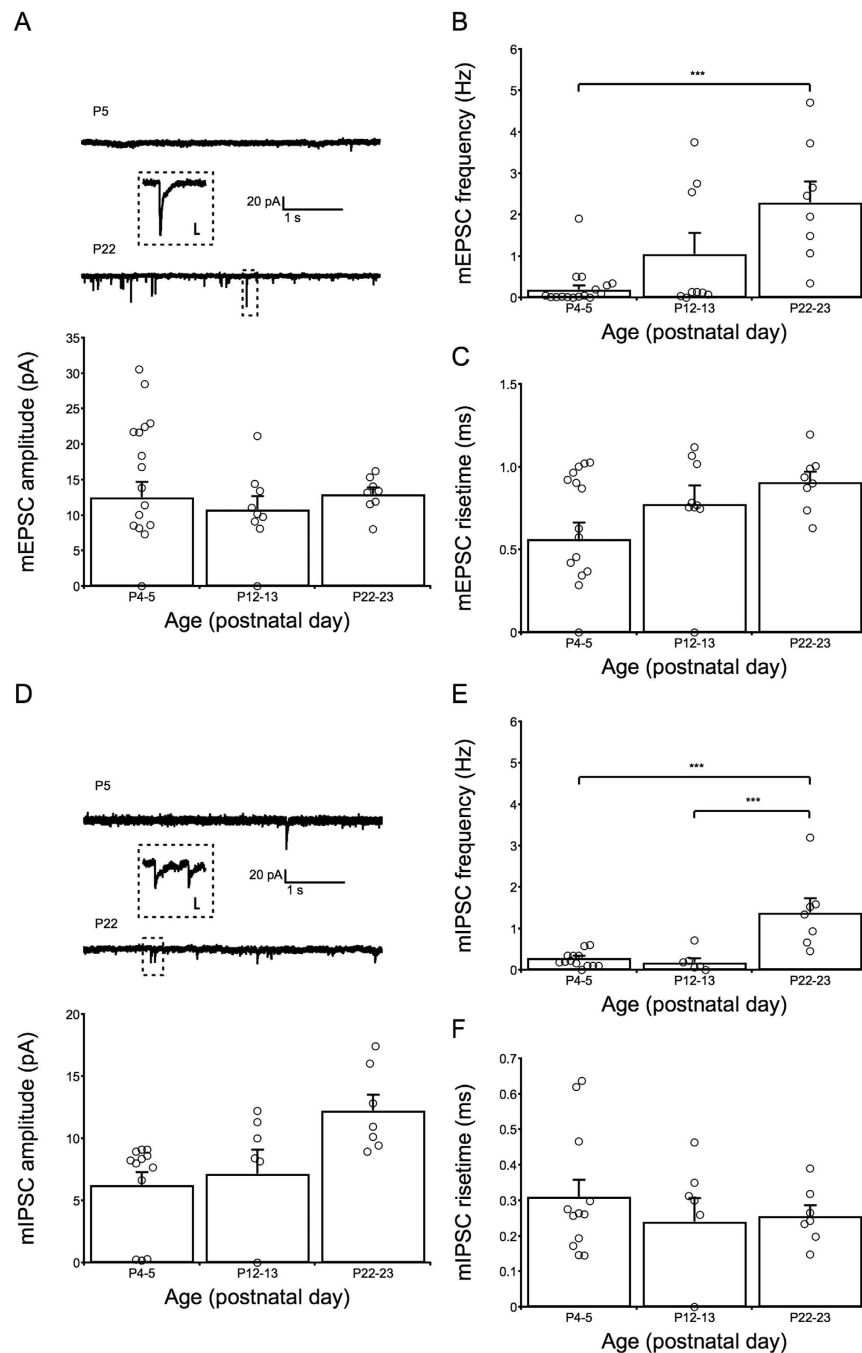 A
P5
20 pA
1 s
P22
35
30
25
20
15
10
5
0
mEPSC amplitude (pA)
P4-5 P12-13 P22-23
Age (postnatal day)
B
6
5
4
3
2
1
0
mEPSC frequency (Hz)
***
P4-5 P12-13 P22-23
C
1.5
1.0
0.5
0
mEPSC risetime (ms)
P4-5 P12-13 P22-23
Age (postnatal day)
D
P5
20 pA
1 s
P22
20
15
10
5
0
mIPSC amplitude (pA)
P4-5 P12-13 P22-23
Age (postnatal day)
E
6
5
4
3
2
1
0
mIPSC frequency (Hz)
***
***
P4-5 P12-13 P22-23
F
0.7
0.6
0.5
0.4
0.3
0.2
0.1
0
mIPSC risetime (ms)
P4-5 P12-13 P22-23
Age (postnatal day)